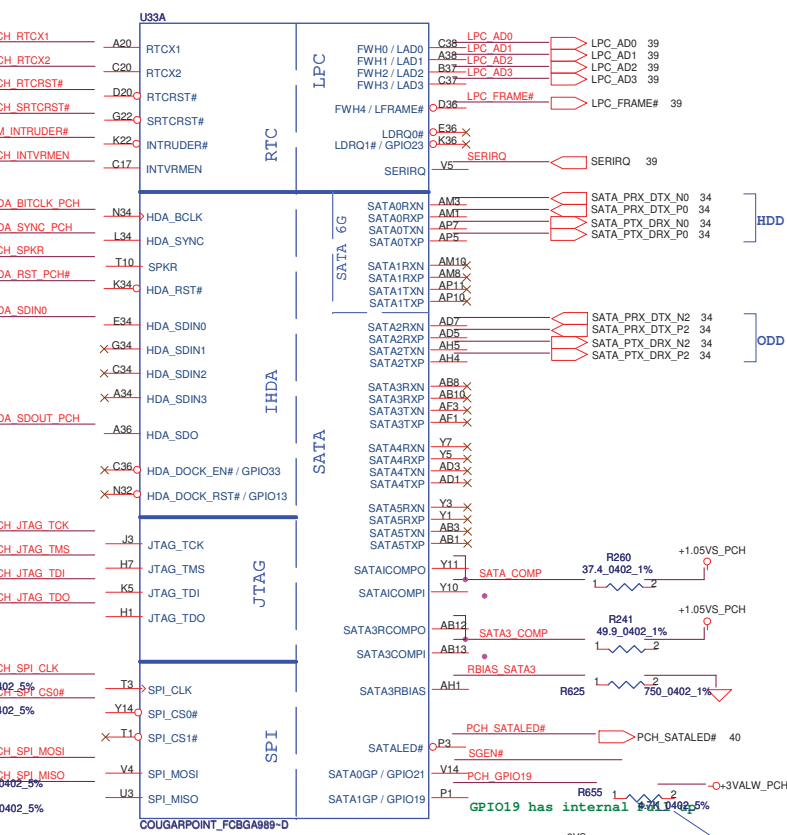 U33A
CH_RTCX1 A20 RTCX1
CH_RTCX2 C20 RTCX2
CH_RTCRST# D20 RTCRST#
CH_SRTCRST# G22 SRTCRST#
M_INTRUDER# K22 INTRUDER#
CH_INTVRMEN C17 INTVRMEN
RTC
LPC
FWH0 / LAD0 C38 LPC_AD0 LPC_AD0 39
FWH1 / LAD1 A38 LPC_AD1 LPC_AD1 39
FWH2 / LAD2 B37 LPC_AD2 LPC_AD2 39
FWH3 / LAD3 C37 LPC_AD3 LPC_AD3 39
FWH4 / LFRAME# D36 LPC_FRAME# LPC_FRAME# 39
LDRQ0# E36
LDRQ1# / GPIO23 K36
SERIRQ V5 SERIRQ SERIRQ 39
DA_BITCLK_PCH N34 HDA_BCLK
DA_SYNC_PCH L34 HDA_SYNC
CH_SPKR T10 SPKR
DA_RST_PCH# K34 HDA_RST#
DA_SDIN0 E34 HDA_SDIN0
G34 HDA_SDIN1
C34 HDA_SDIN2
A34 HDA_SDIN3
DA_SDOUT_PCH A36 HDA_SDO
C36 HDA_DOCK_EN# / GPIO33
N32 HDA_DOCK_RST# / GPIO13
IHDA
SATA 6G
SATA
SATA0RXN AM3 SATA_PRX_DTX_N0 34
SATA0RXP AM1 SATA_PRX_DTX_P0 34
SATA0TXN AP7 SATA_PTX_DRX_N0 34
SATA0TXP AP5 SATA_PTX_DRX_P0 34
HDD
SATA1RXN AM10
SATA1RXP AM8
SATA1TXN AP11
SATA1TXP AP10
SATA2RXN AD7 SATA_PRX_DTX_N2 34
SATA2RXP AD5 SATA_PRX_DTX_P2 34
SATA2TXN AH5 SATA_PTX_DRX_N2 34
SATA2TXP AH4 SATA_PTX_DRX_P2 34
ODD
SATA3RXN AB8
SATA3RXP AB10
SATA3TXN AF3
SATA3TXP AF1
SATA4RXN Y7
SATA4RXP Y5
SATA4TXN AD3
SATA4TXP AD1
SATA5RXN Y3
SATA5RXP Y1
SATA5TXN AB3
SATA5TXP AB1
CH_JTAG_TCK J3 JTAG_TCK
CH_JTAG_TMS H7 JTAG_TMS
CH_JTAG_TDI K5 JTAG_TDI
CH_JTAG_TDO H1 JTAG_TDO
JTAG
SATAICOMPO Y11
SATAICOMPI Y10
SATA_COMP R260 37.4_0402_1% 1 2 +1.05VS_PCH
SATA3RCOMPO AB12
SATA3COMPI AB13
SATA3_COMP R241 49.9_0402_1% 1 2 +1.05VS_PCH
SATA3RBIAS AH1 RBIAS_SATA3 R625 1 2 750_0402_1%
CH_SPI_CLK T3 SPI_CLK
402_5%
CH_SPI_CS0# Y14 SPI_CS0#
402_5%
T1 SPI_CS1#
CH_SPI_MOSI V4 SPI_MOSI
CH_SPI_MISO U3 SPI_MISO
0402_5%
0402_5%
SPI
SATALED# P3 PCH_SATALED# PCH_SATALED# 40
SATA0GP / GPIO21 V14 SGEN#
SATA1GP / GPIO19 P1 PCH_GPIO19
R655 1 2 4.7K_0402_5% +3VALW_PCH
GPIO19 has internal Pull up
COUGARPOINT_FCBGA989~D